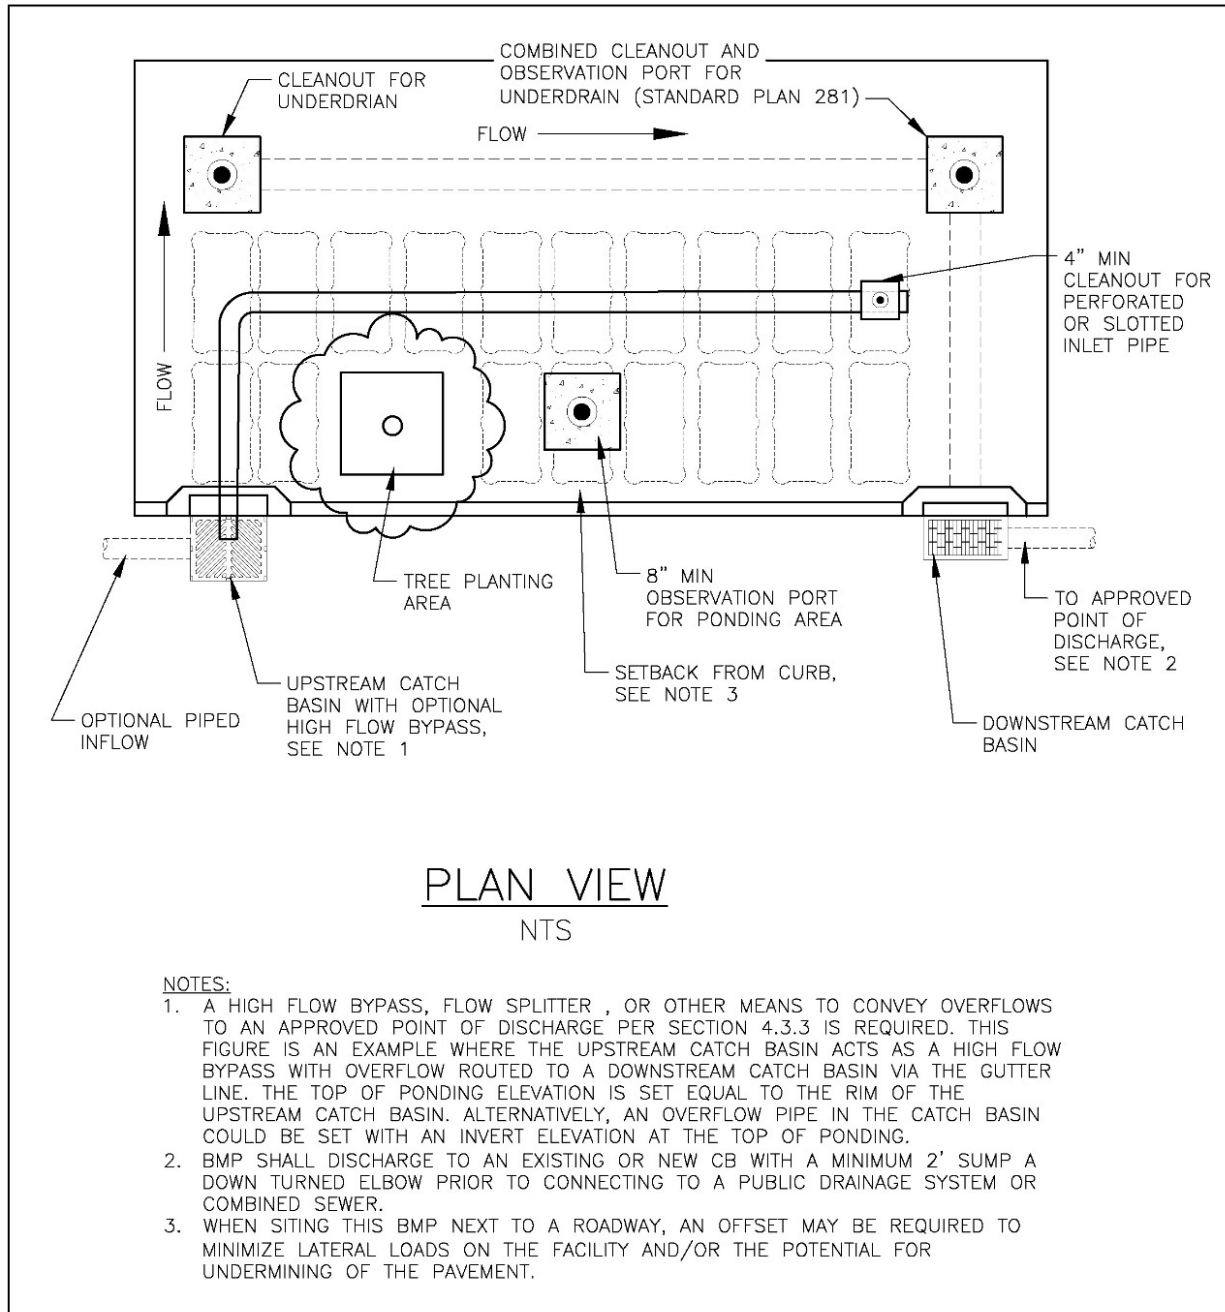 COMBINED CLEANOUT AND
OBSERVATION PORT FOR
UNDERDRAIN (STANDARD PLAN 281)
CLEANOUT FOR
UNDERDRIAN
FLOW
FLOW
4" MIN
CLEANOUT FOR
PERFORATED
OR SLOTTED
INLET PIPE
TREE PLANTING
AREA
8" MIN
OBSERVATION PORT
FOR PONDING AREA
TO APPROVED
POINT OF
DISCHARGE,
SEE NOTE 2
SETBACK FROM CURB,
SEE NOTE 3
UPSTREAM CATCH
BASIN WITH OPTIONAL
HIGH FLOW BYPASS,
SEE NOTE 1
OPTIONAL PIPED
INFLOW
DOWNSTREAM CATCH
BASIN
PLAN VIEW
NTS
NOTES:
1. A HIGH FLOW BYPASS, FLOW SPLITTER , OR OTHER MEANS TO CONVEY OVERFLOWS
TO AN APPROVED POINT OF DISCHARGE PER SECTION 4.3.3 IS REQUIRED. THIS
FIGURE IS AN EXAMPLE WHERE THE UPSTREAM CATCH BASIN ACTS AS A HIGH FLOW
BYPASS WITH OVERFLOW ROUTED TO A DOWNSTREAM CATCH BASIN VIA THE GUTTER
LINE. THE TOP OF PONDING ELEVATION IS SET EQUAL TO THE RIM OF THE
UPSTREAM CATCH BASIN. ALTERNATIVELY, AN OVERFLOW PIPE IN THE CATCH BASIN
COULD BE SET WITH AN INVERT ELEVATION AT THE TOP OF PONDING.
2. BMP SHALL DISCHARGE TO AN EXISTING OR NEW CB WITH A MINIMUM 2' SUMP A
DOWN TURNED ELBOW PRIOR TO CONNECTING TO A PUBLIC DRAINAGE SYSTEM OR
COMBINED SEWER.
3. WHEN SITING THIS BMP NEXT TO A ROADWAY, AN OFFSET MAY BE REQUIRED TO
MINIMIZE LATERAL LOADS ON THE FACILITY AND/OR THE POTENTIAL FOR
UNDERMINING OF THE PAVEMENT.